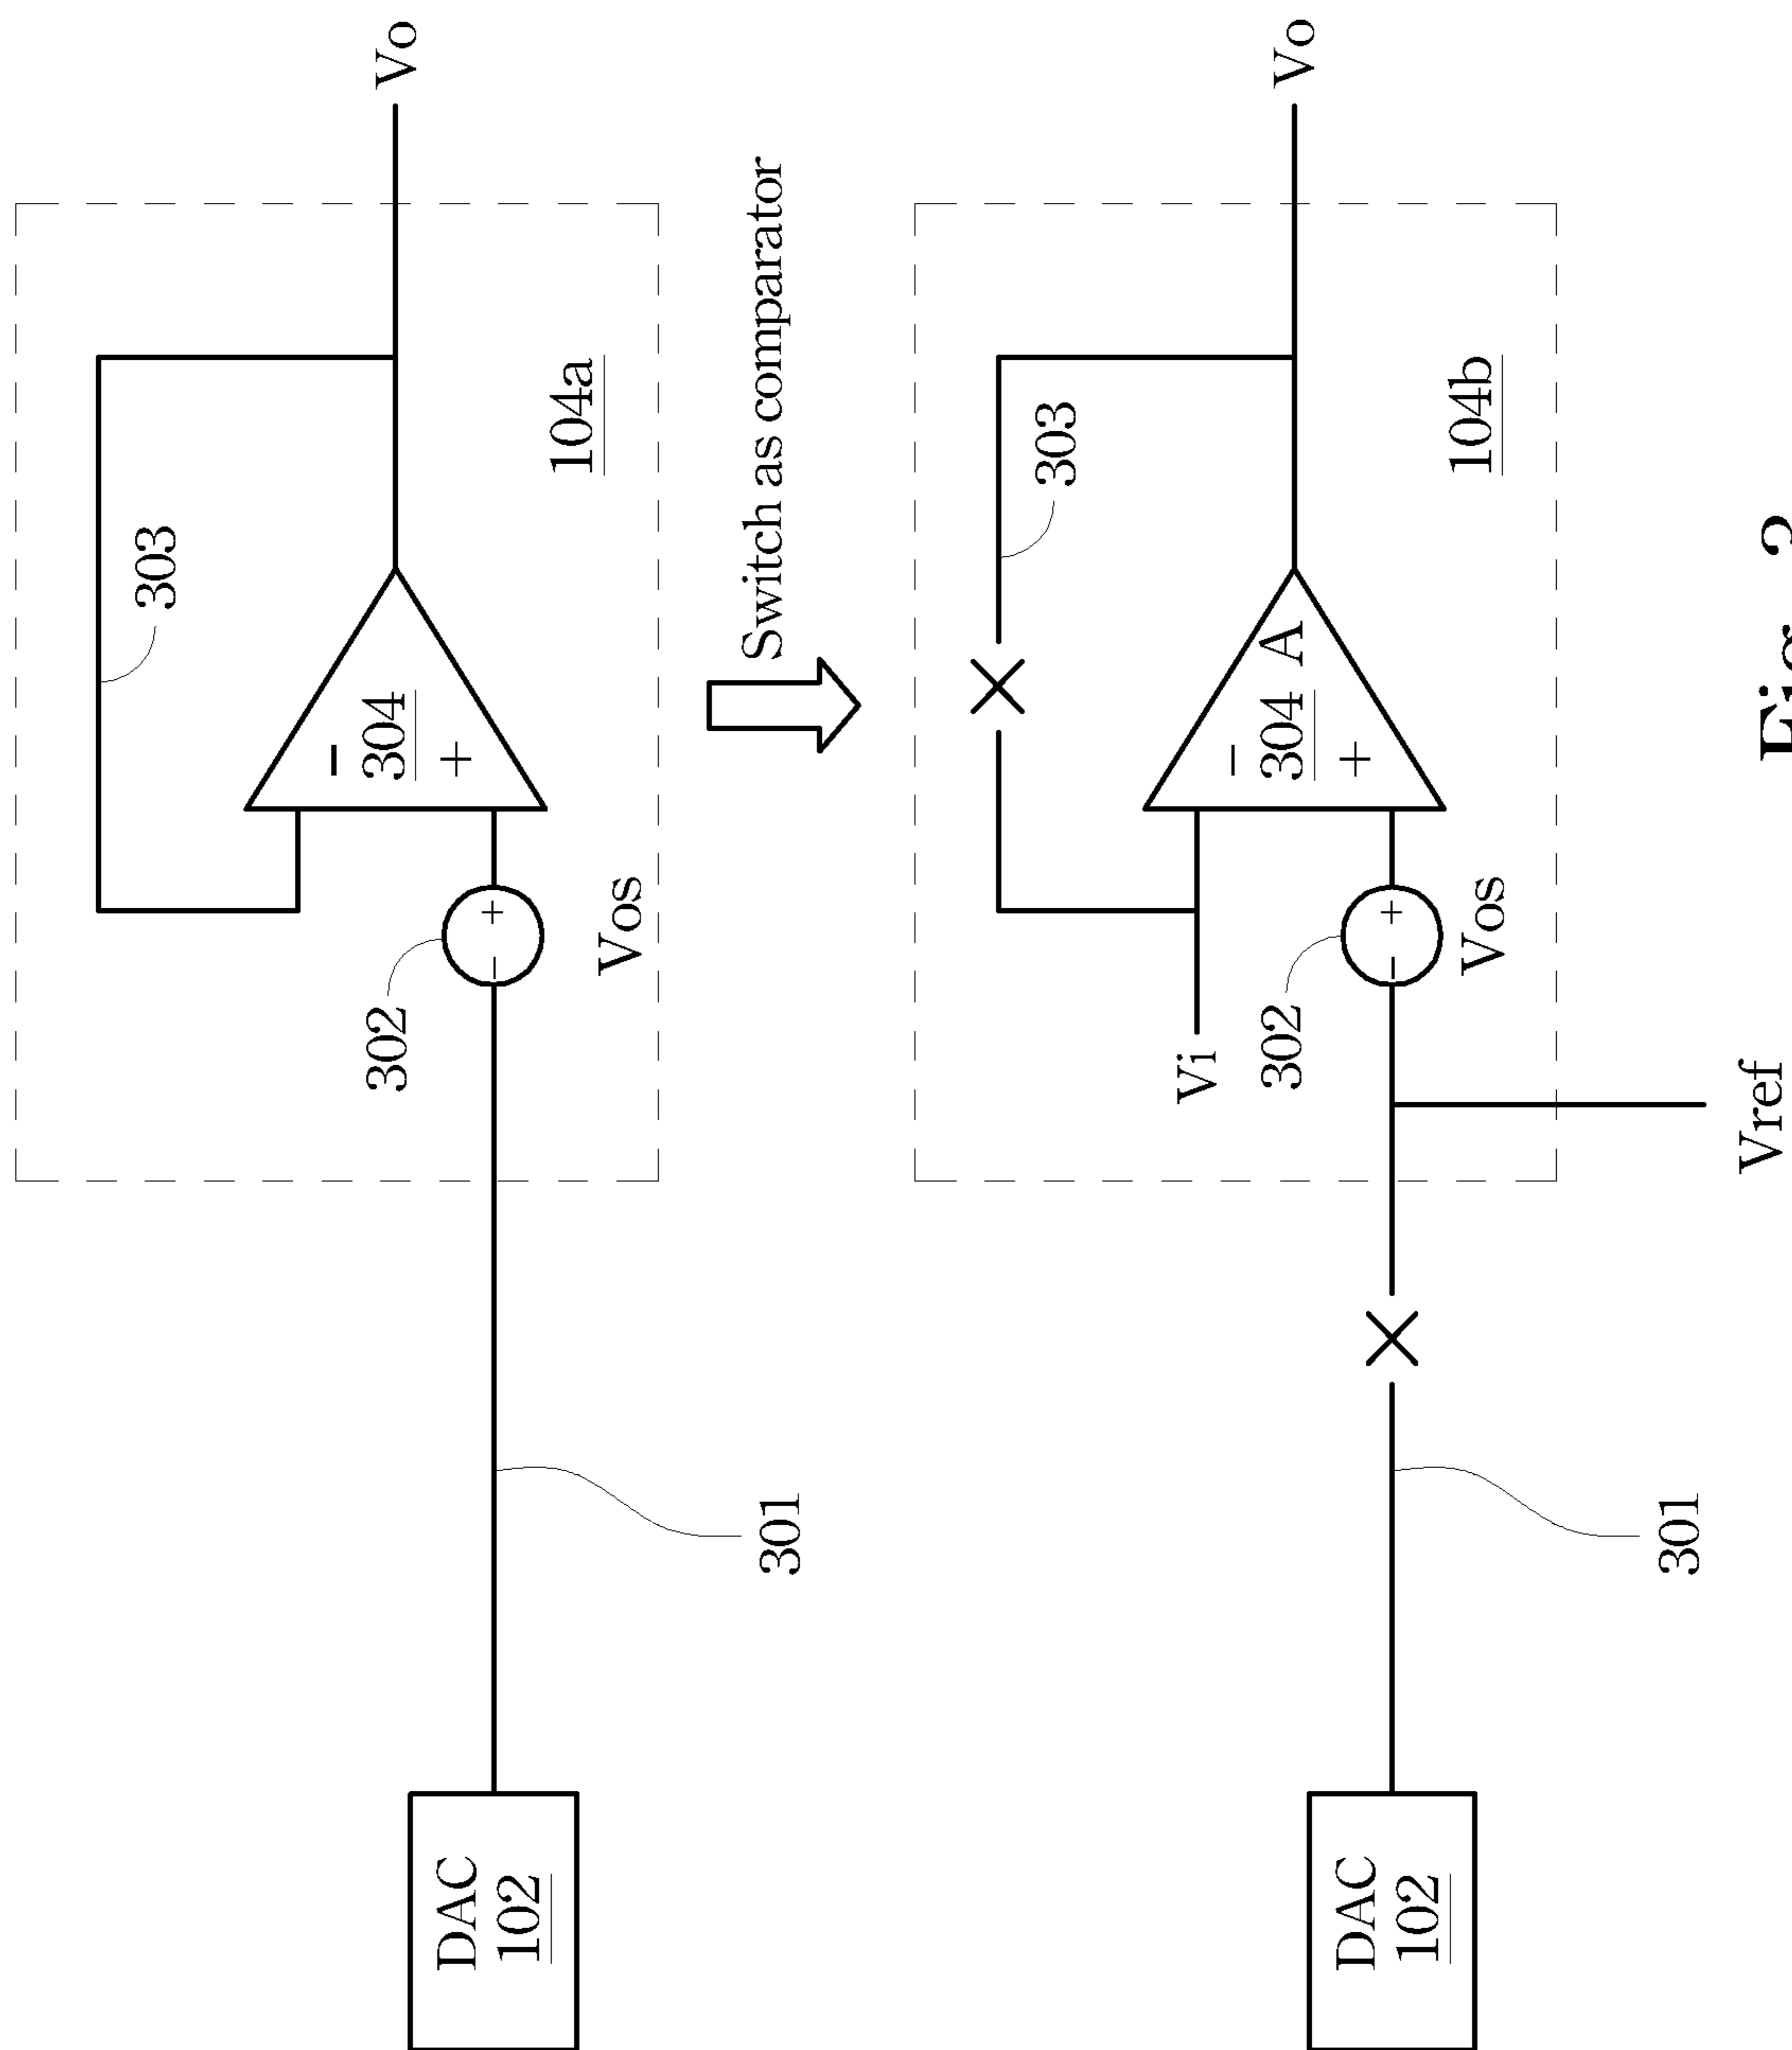 303
302
−
304
+
Vo
DAC
102
− +
104a
Vos
301
Switch as comparator
303
Vi
302
−
304 A
+
Vo
DAC
102
− +
104b
Vos
301
Vref